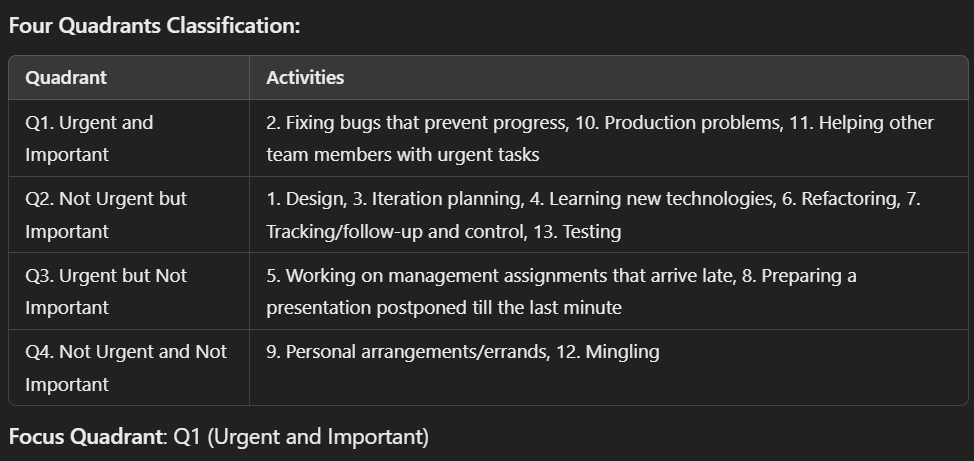 Four Quadrants Classification:
Quadrant Activities
Q1. Urgent and Important 2. Fixing bugs that prevent progress, 10. Production problems, 11. Helping other
team members with urgent tasks
Q2. Not Urgent but Important 1. Design, 3. Iteration planning, 4. Learning new technologies, 6. Refactoring, 7.
Tracking/follow-up and control, 13. Testing
Q3. Urgent but Not Important 5. Working on management assignments that arrive late, 8. Preparing a
presentation postponed till the last minute
Q4. Not Urgent and Not Important 9. Personal arrangements/errands, 12. Mingling
Focus Quadrant: Q1 (Urgent and Important)